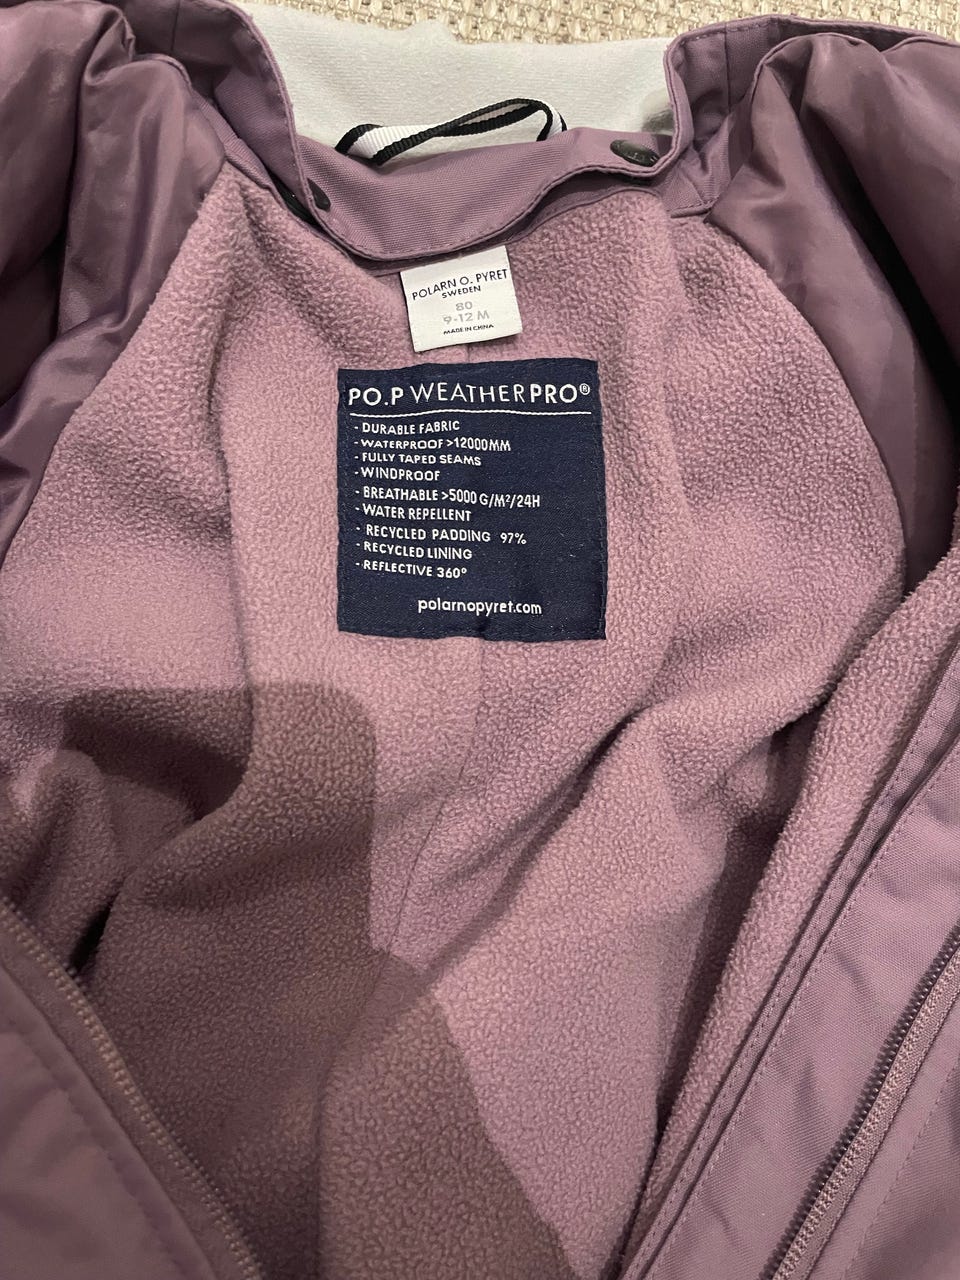 POLARN O. PYRET
SWEDEN
80
9-12 M
MADE IN CHINA
PO.P WEATHERPRO®
- DURABLE FABRIC
- WATERPROOF >12000MM
- FULLY TAPED SEAMS
- WINDPROOF
- BREATHABLE >5000 G/M²/24H
- WATER REPELLENT
- RECYCLED PADDING 97%
- RECYCLED LINING
- REFLECTIVE 360°
polarnopyret.com